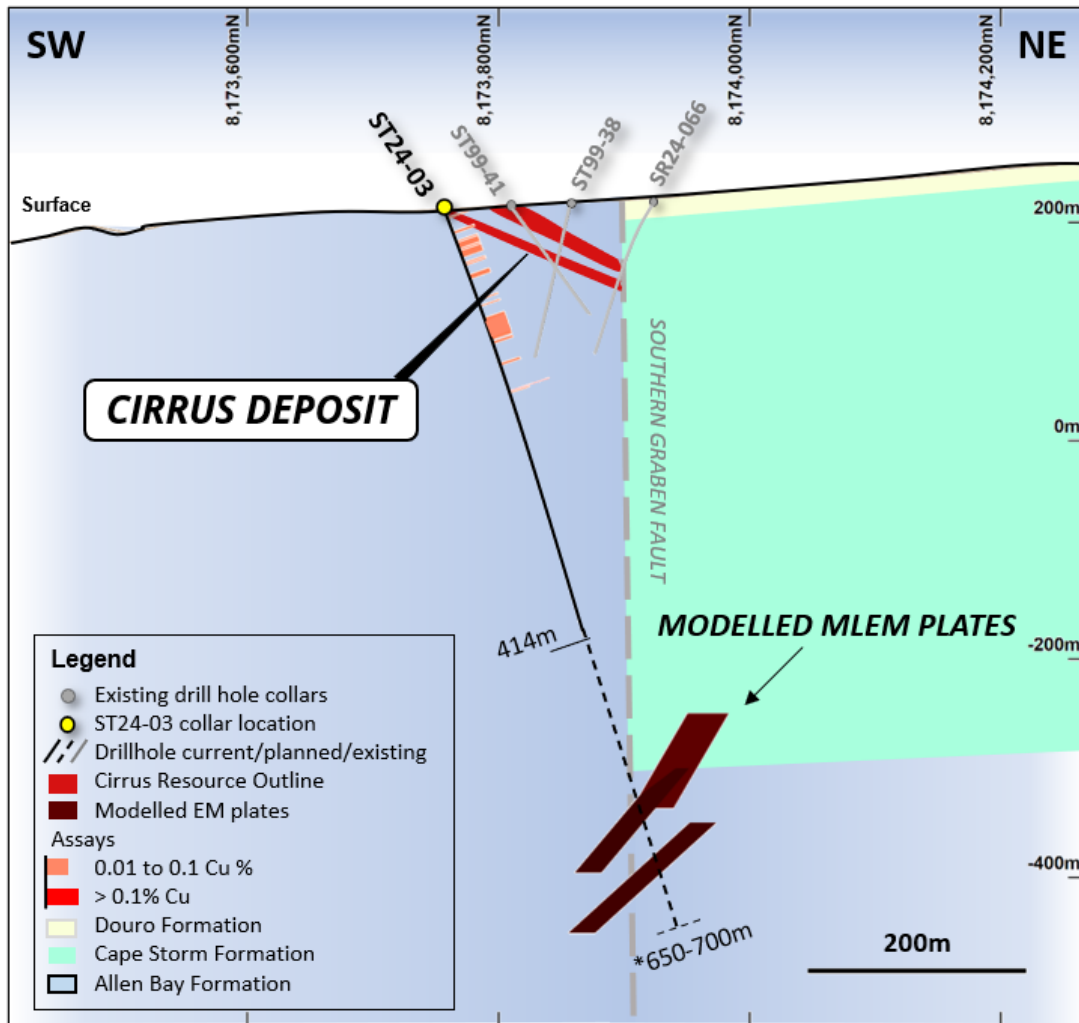 SW
NE
8,173,600mN
8,173,800mN
8,174,000mN
8,174,200mN
ST24-03
ST99-41
ST99-38
SR24-066
Surface
200m
CIRRUS DEPOSIT
SOUTHERN GRABEN FAULT
0m
MODELLED MLEM PLATES
414m
-200m
-400m
*650-700m
200m
Legend
Existing drill hole collars
ST24-03 collar location
Drillhole current/planned/existing
Cirrus Resource Outline
Modelled EM plates
Assays
0.01 to 0.1 Cu %
> 0.1% Cu
Douro Formation
Cape Storm Formation
Allen Bay Formation